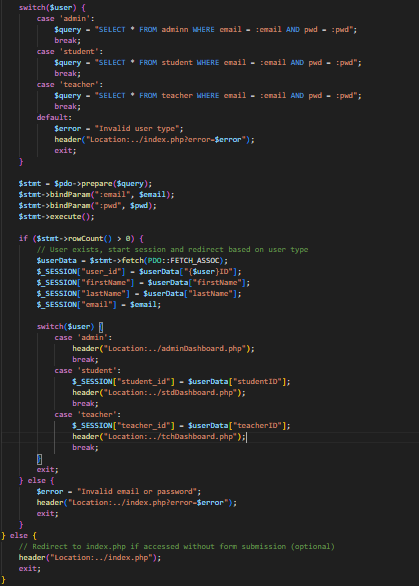 switch($user) {
case 'admin':
$query = "SELECT * FROM adminn WHERE email = :email AND pwd = :pwd";
break;
case 'student':
$query = "SELECT * FROM student WHERE email = :email AND pwd = :pwd";
break;
case 'teacher':
$query = "SELECT * FROM teacher WHERE email = :email AND pwd = :pwd";
break;
default:
$error = "Invalid user type";
header("Location:../index.php?error=$error");
exit;
}
$stmt = $pdo->prepare($query);
$stmt->bindParam(":email", $email);
$stmt->bindParam(":pwd", $pwd);
$stmt->execute();
if ($stmt->rowCount() > 0) {
// User exists, start session and redirect based on user type
$userData = $stmt->fetch(PDO::FETCH_ASSOC);
$_SESSION["user_id"] = $userData["{$user}ID"];
$_SESSION["firstName"] = $userData["firstName"];
$_SESSION["lastName"] = $userData["lastName"];
$_SESSION["email"] = $email;
switch($user) {
case 'admin':
header("Location:../adminDashboard.php");
break;
case 'student':
$_SESSION["student_id"] = $userData["studentID"];
header("Location:../stdDashboard.php");
break;
case 'teacher':
$_SESSION["teacher_id"] = $userData["teacherID"];
header("Location:../tchDashboard.php");
break;
}
exit;
} else {
$error = "Invalid email or password";
header("Location:../index.php?error=$error");
exit;
}
} else {
// Redirect to index.php if accessed without form submission (optional)
header("Location:../index.php");
exit;
}